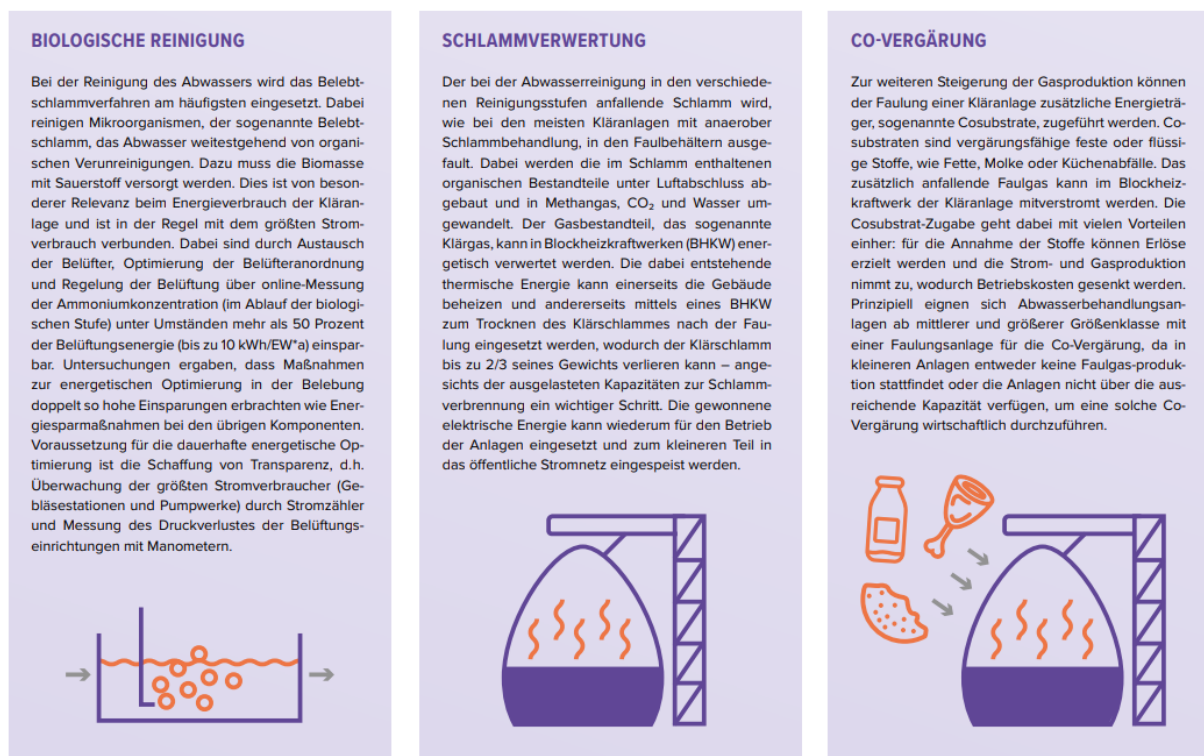 BIOLOGISCHE REINIGUNG
Bei der Reinigung des Abwassers wird das Belebt-
schlammverfahren am häufigsten eingesetzt. Dabei
reinigen Mikroorganismen, der sogenannte Belebt-
schlamm, das Abwasser weitestgehend von organi-
schen Verunreinigungen. Dazu muss die Biomasse
mit Sauerstoff versorgt werden. Dies ist von beson-
derer Relevanz beim Energieverbrauch der Kläran-
lage und ist in der Regel mit dem größten Strom-
verbrauch verbunden. Dabei sind durch Austausch
der Belüfter, Optimierung der Belüfteranordnung
und Regelung der Belüftung über online-Messung
der Ammoniumkonzentration (im Ablauf der biologi-
schen Stufe) unter Umständen mehr als 50 Prozent
der Belüftungsenergie (bis zu 10 kWh/EW*a) einspar-
bar. Untersuchungen ergaben, dass Maßnahmen
zur energetischen Optimierung in der Belebung
doppelt so hohe Einsparungen erbrachten wie Ener-
giesparmaßnahmen bei den übrigen Komponenten.
Voraussetzung für die dauerhafte energetische Op-
timierung ist die Schaffung von Transparenz, d.h.
Überwachung der größten Stromverbraucher (Ge-
bläsestationen und Pumpwerke) durch Stromzähler
und Messung des Druckverlustes der Belüftungs-
einrichtungen mit Manometern.
SCHLAMMVERWERTUNG
Der bei der Abwasserreinigung in den verschiede-
nen Reinigungsstufen anfallende Schlamm wird,
wie bei den meisten Kläranlagen mit anaerober
Schlammbehandlung, in den Faulbehältern ausge-
fault. Dabei werden die im Schlamm enthaltenen
organischen Bestandteile unter Luftabschluss ab-
gebaut und in Methangas, CO₂ und Wasser um-
gewandelt. Der Gasbestandteil, das sogenannte
Klärgas, kann in Blockheizkraftwerken (BHKW) ener-
getisch verwertet werden. Die dabei entstehende
thermische Energie kann einerseits die Gebäude
beheizen und andererseits mittels eines BHKW
zum Trocknen des Klärschlammes nach der Fau-
lung eingesetzt werden, wodurch der Klärschlamm
bis zu 2/3 seines Gewichts verlieren kann – ange-
sichts der ausgelasteten Kapazitäten zur Schlamm-
verbrennung ein wichtiger Schritt. Die gewonnene
elektrische Energie kann wiederum für den Betrieb
der Anlagen eingesetzt und zum kleineren Teil in
das öffentliche Stromnetz eingespeist werden.
CO-VERGÄRUNG
Zur weiteren Steigerung der Gasproduktion können
der Faulung einer Kläranlage zusätzliche Energieträ-
ger, sogenannte Cosubstrate, zugeführt werden. Co-
substraten sind vergärungsfähige feste oder flüssi-
ge Stoffe, wie Fette, Molke oder Küchenabfälle. Das
zusätzlich anfallende Faulgas kann im Blockheiz-
kraftwerk der Kläranlage mitverstromt werden. Die
Cosubstrat-Zugabe geht dabei mit vielen Vorteilen
einher: für die Annahme der Stoffe können Erlöse
erzielt werden und die Strom- und Gasproduktion
nimmt zu, wodurch Betriebskosten gesenkt werden.
Prinzipiell eignen sich Abwasserbehandlungsan-
lagen ab mittlerer und größerer Größenklasse mit
einer Faulungsanlage für die Co-Vergärung, da in
kleineren Anlagen entweder keine Faulgas-produk-
tion stattfindet oder die Anlagen nicht über die aus-
reichende Kapazität verfügen, um eine solche Co-
Vergärung wirtschaftlich durchzuführen.